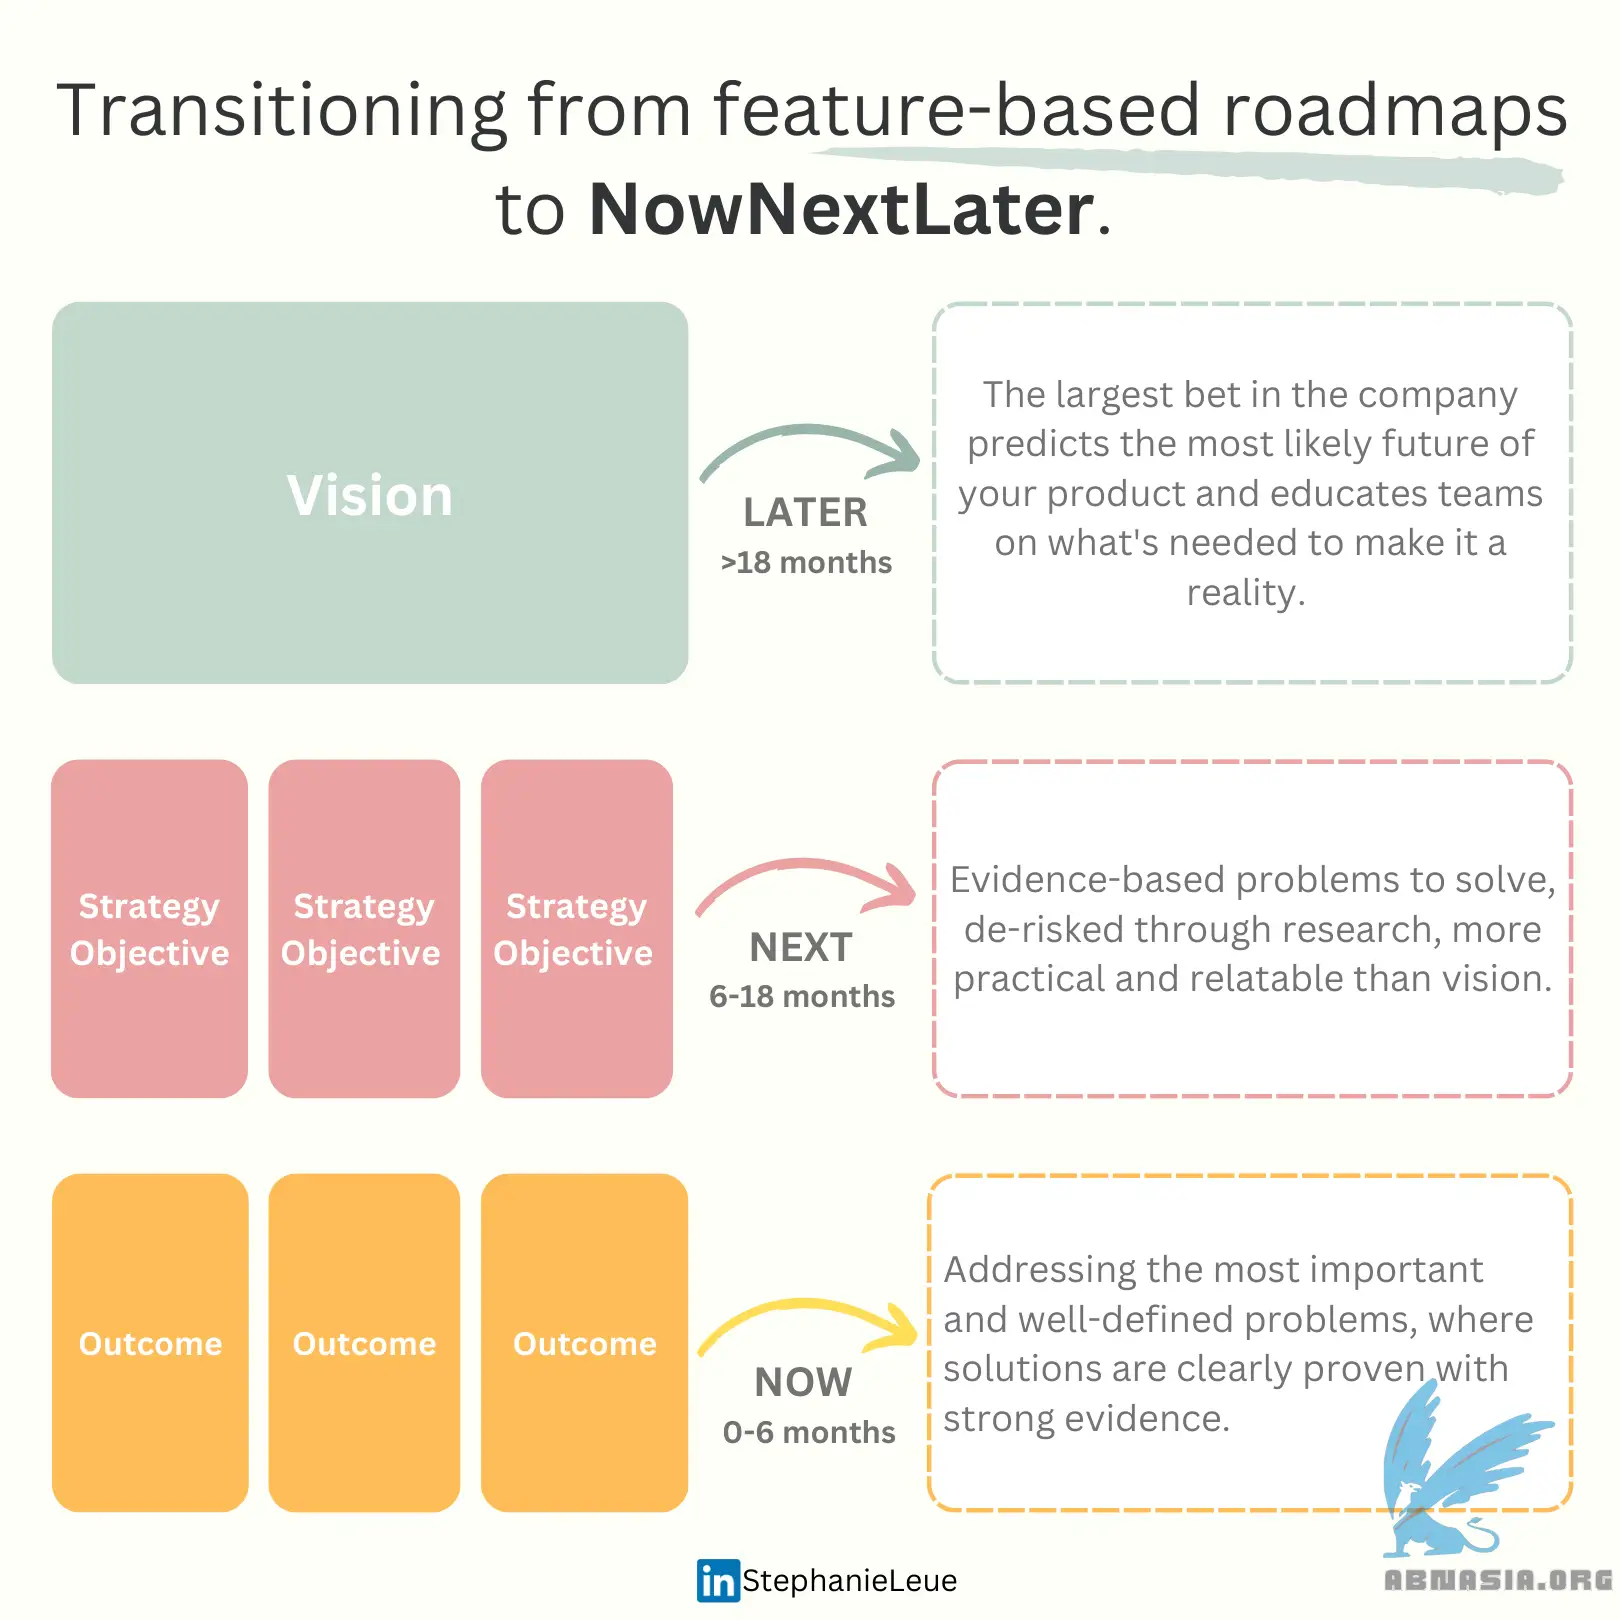 Transitioning from feature-based roadmaps
to NowNextLater.
Vision
LATER
>18 months
The largest bet in the company
predicts the most likely future of
your product and educates teams
on what's needed to make it a
reality.
Strategy
Objective
Strategy
Objective
Strategy
Objective
NEXT
6-18 months
Evidence-based problems to solve,
de-risked through research, more
practical and relatable than vision.
Outcome
Outcome
Outcome
NOW
0-6 months
Addressing the most important
and well-defined problems, where
solutions are clearly proven with
strong evidence.
in StephanieLeue
ABNASIA.ORG